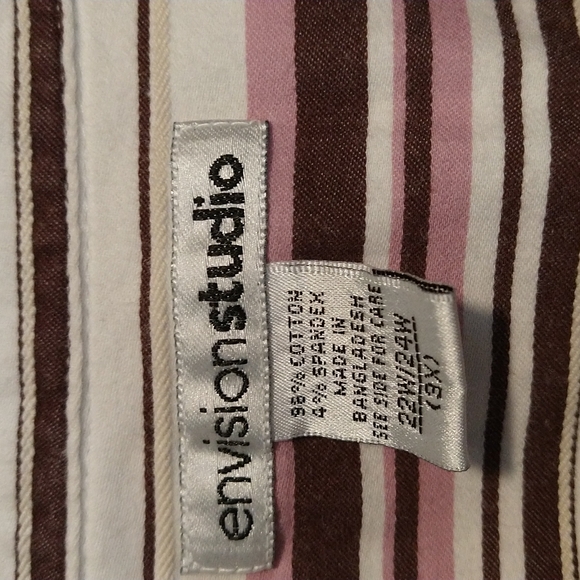 envisionstudio
96% COTTON
4% SPANDEX
MADE IN
BANGLADESH
SEE SIDE FOR CARE
22W/24W
(3X)